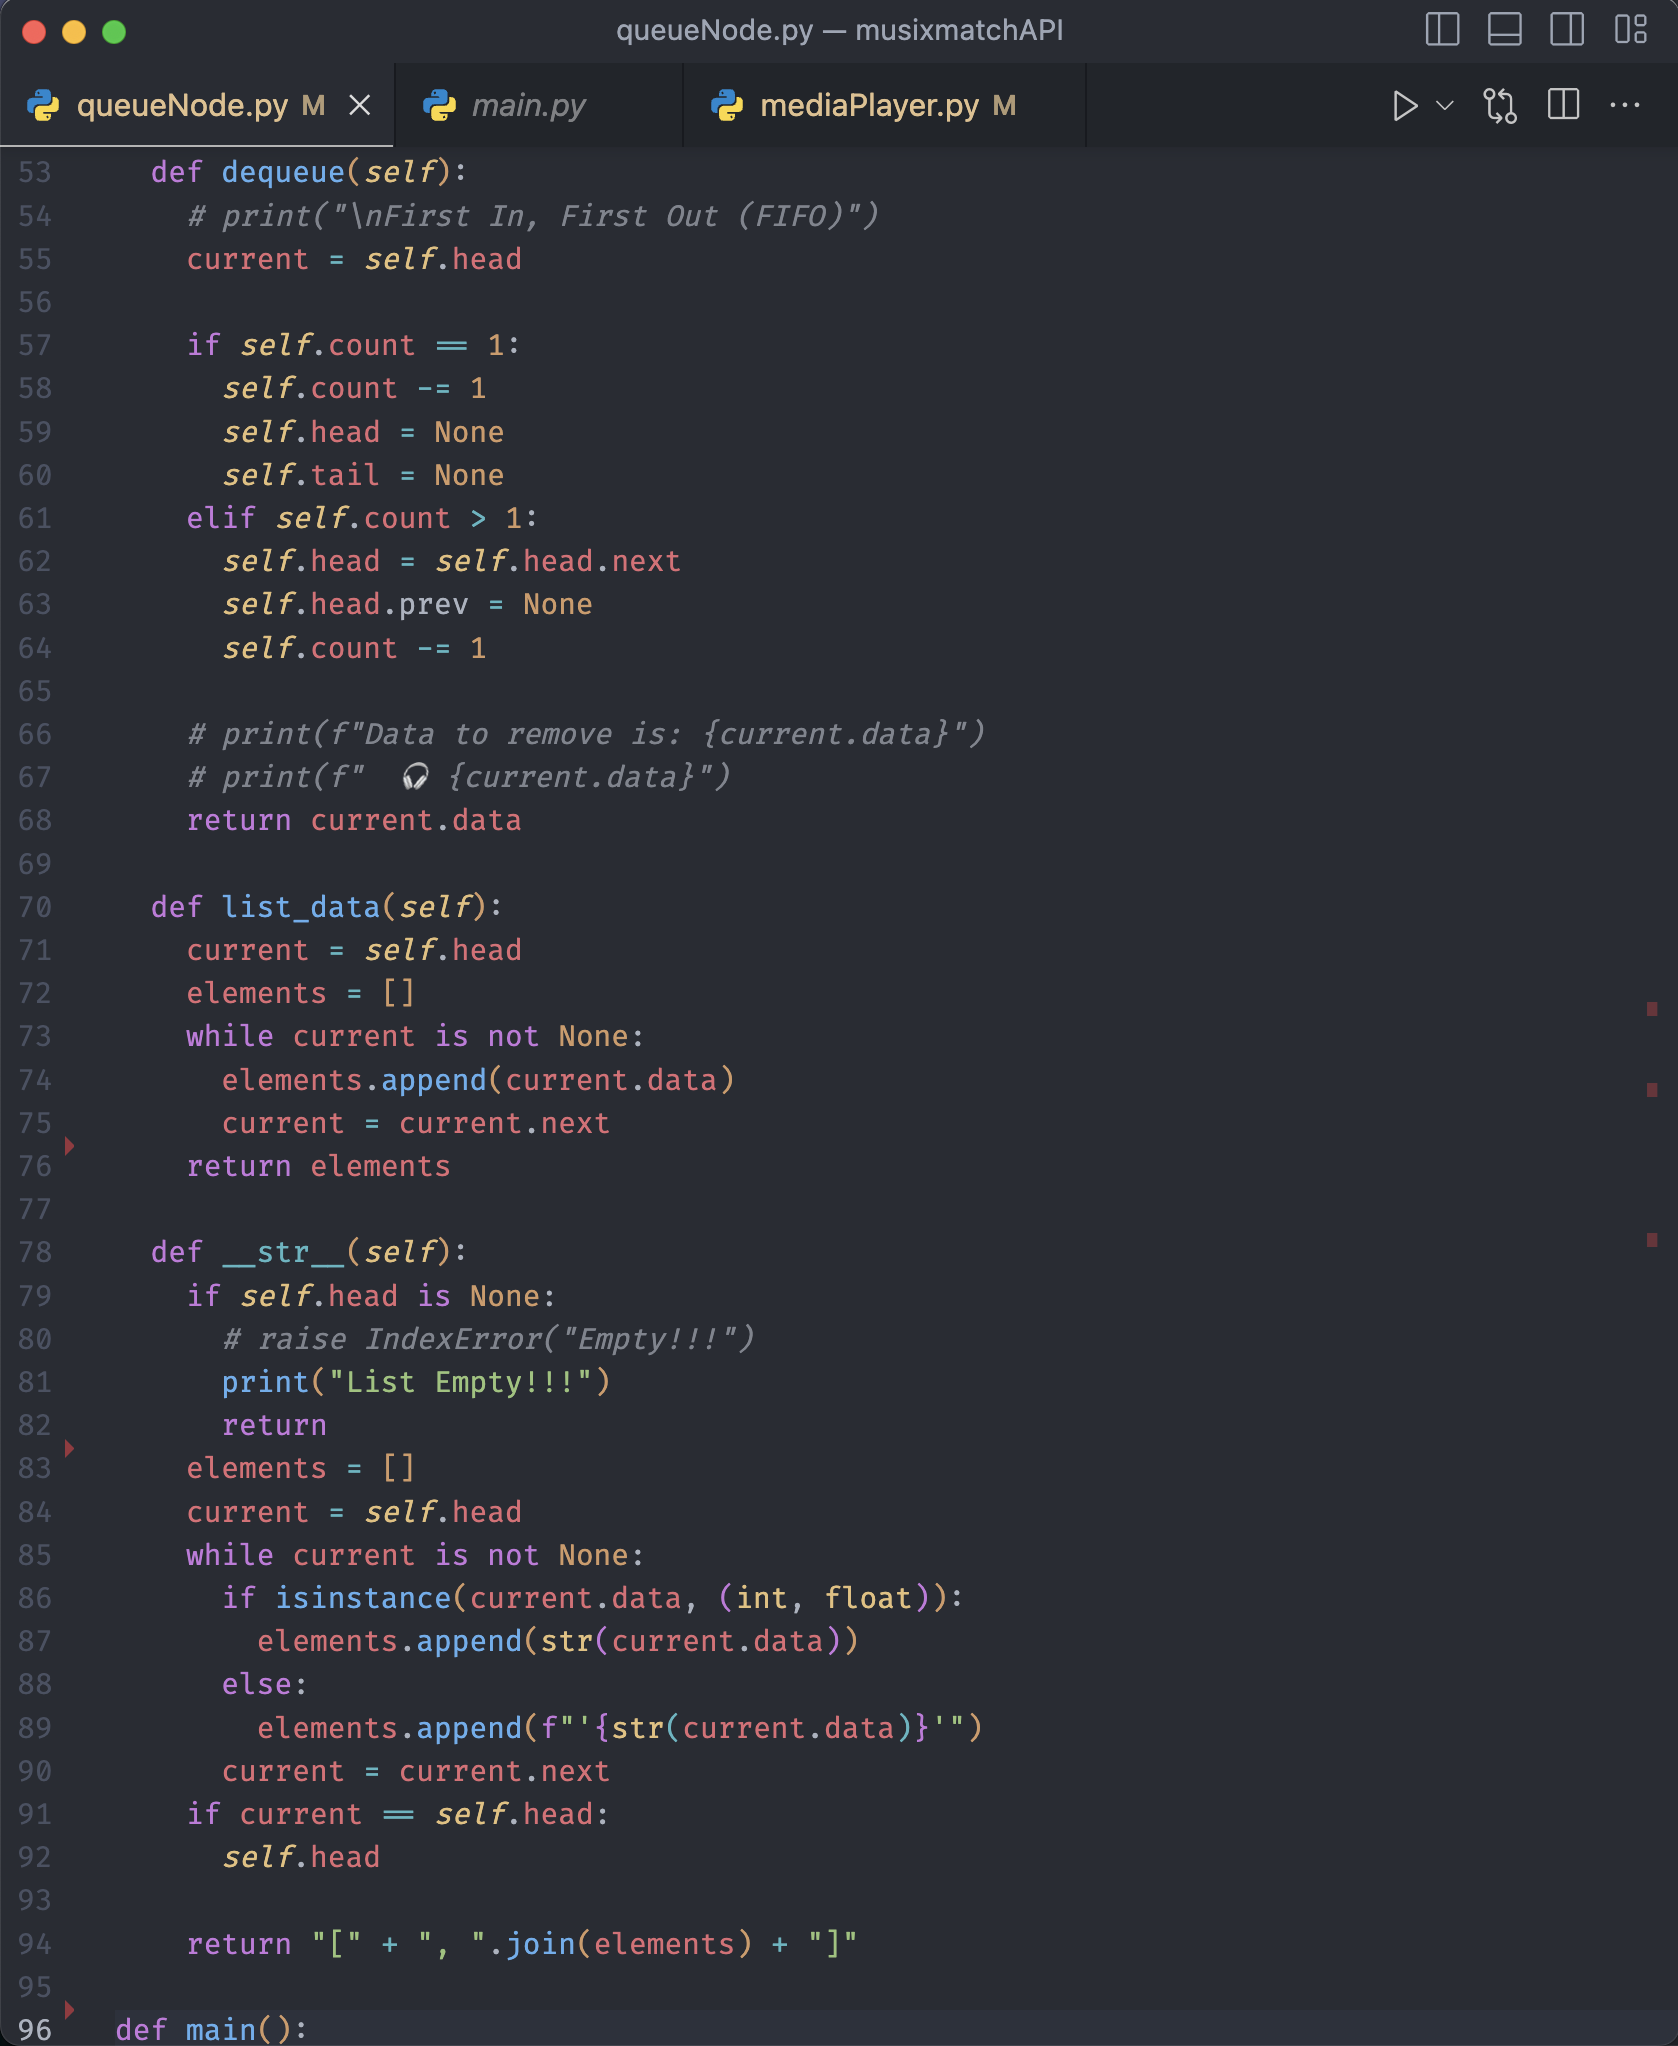 queueNode.py — musixmatchAPI
queueNode.py M main.py mediaPlayer.py M
53 def dequeue(self):
54 # print("\nFirst In, First Out (FIFO)")
55 current = self.head
56
57 if self.count == 1:
58 self.count -= 1
59 self.head = None
60 self.tail = None
61 elif self.count > 1:
62 self.head = self.head.next
63 self.head.prev = None
64 self.count -= 1
65
66 # print(f"Data to remove is: {current.data}")
67 # print(f"  🎧 {current.data}")
68 return current.data
69
70 def list_data(self):
71 current = self.head
72 elements = []
73 while current is not None:
74 elements.append(current.data)
75 current = current.next
76 return elements
77
78 def __str__(self):
79 if self.head is None:
80 # raise IndexError("Empty!!!")
81 print("List Empty!!!")
82 return
83 elements = []
84 current = self.head
85 while current is not None:
86 if isinstance(current.data, (int, float)):
87 elements.append(str(current.data))
88 else:
89 elements.append(f"'{str(current.data)}'")
90 current = current.next
91 if current == self.head:
92 self.head
93
94 return "[" + ", ".join(elements) + "]"
95
96 def main():